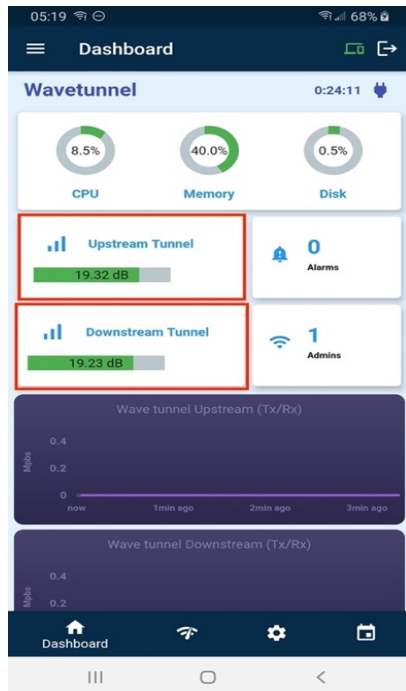 05:19 68%
Dashboard
Wavetunnel 0:24:11
8.5% 40.0% 0.5%
CPU Memory Disk
Upstream Tunnel 0
19.32 dB Alarms
Downstream Tunnel 1
19.23 dB Admins
Wave tunnel Upstream (Tx/Rx)
Mpbs
0.4
0.2
0
now 1min ago 2min ago 3min ago
Wave tunnel Downstream (Tx/Rx)
Mpbs
0.4
0.2
Dashboard